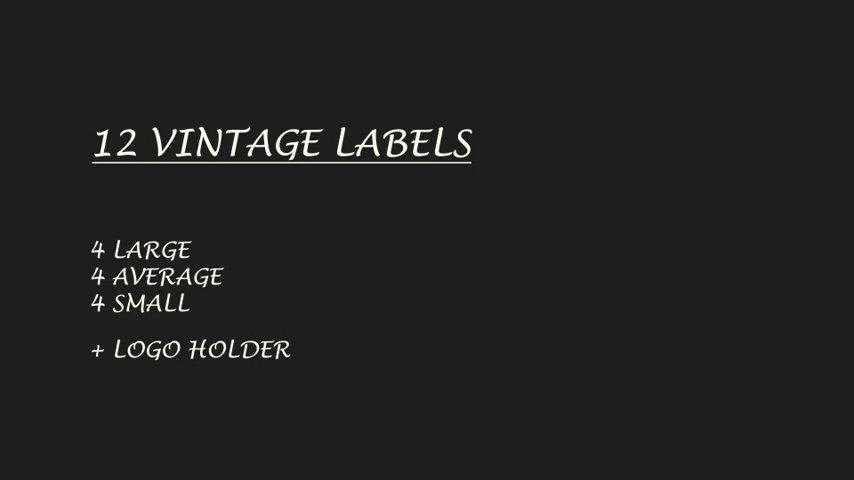 12 VINTAGE LABELS
4 LARGE
4 AVERAGE
4 SMALL
+ LOGO HOLDER